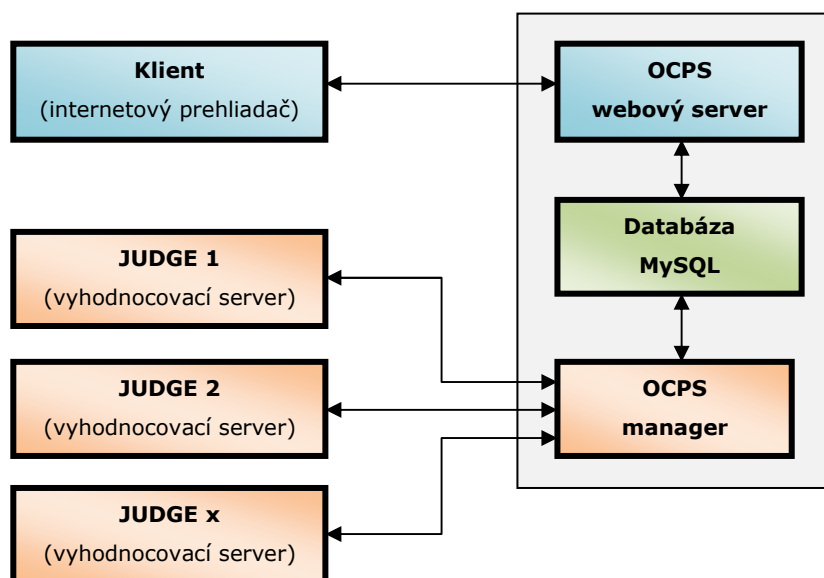 Klient
(internetový prehliadač)
OCPS
webový server
Databáza
MySQL
JUDGE 1
(vyhodnocovací server)
JUDGE 2
(vyhodnocovací server)
OCPS
manager
JUDGE x
(vyhodnocovací server)